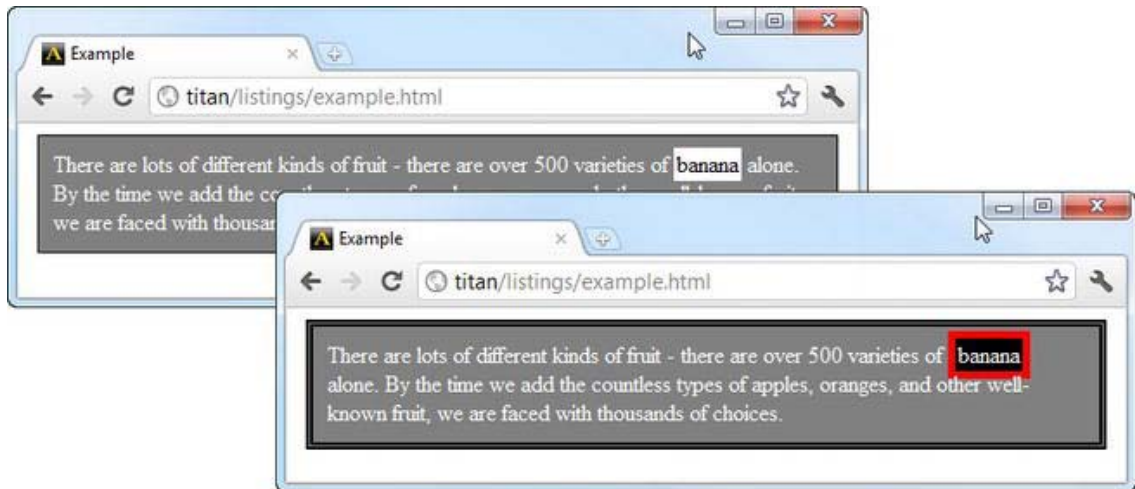 Example
titan/listings/example.html
There are lots of different kinds of fruit - there are over 500 varieties of banana alone.
By the time we add the
we are faced with
Example
titan/listings/example.html
There are lots of different kinds of fruit - there are over 500 varieties of banana
alone. By the time we add the countless types of apples, oranges, and other well-
known fruit, we are faced with thousands of choices.